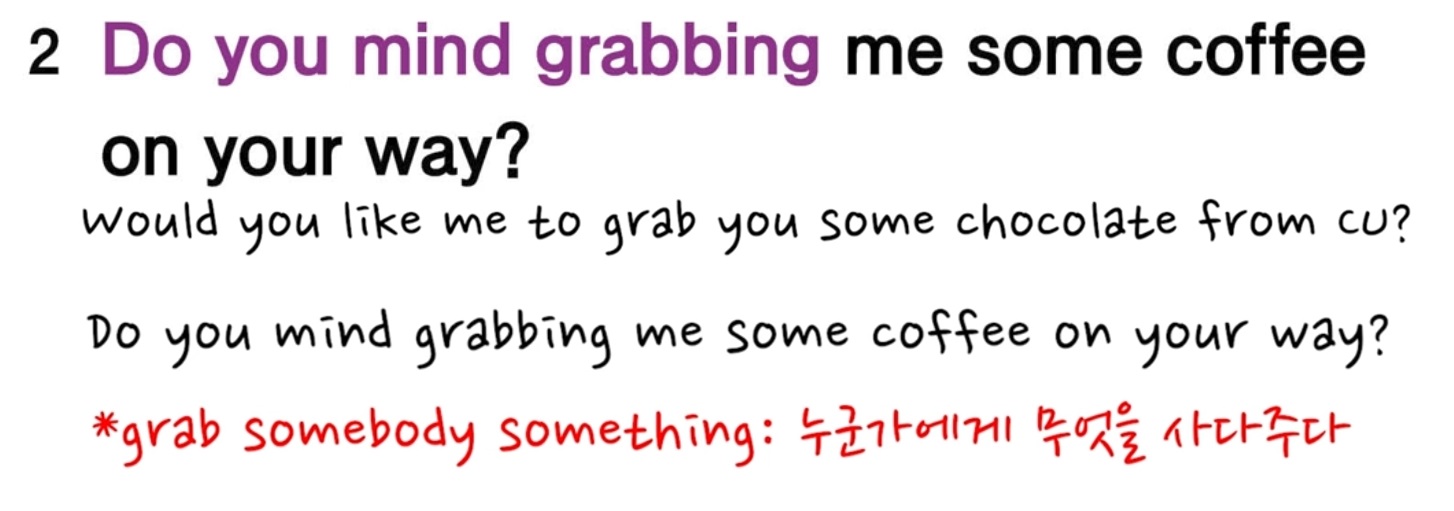 2 Do you mind grabbing me some coffee
on your way?
would you like me to grab you some chocolate from CU?
Do you mind grabbing me some coffee on your way?
*grab somebody something: 누군가에게 무엇을 사다주다